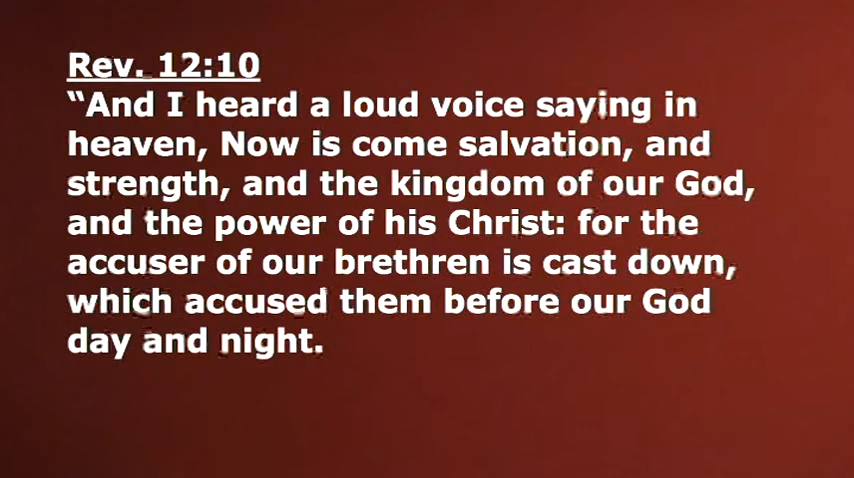 Rev. 12:10
“And I heard a loud voice saying in
heaven, Now is come salvation, and
strength, and the kingdom of our God,
and the power of his Christ: for the
accuser of our brethren is cast down,
which accused them before our God
day and night.